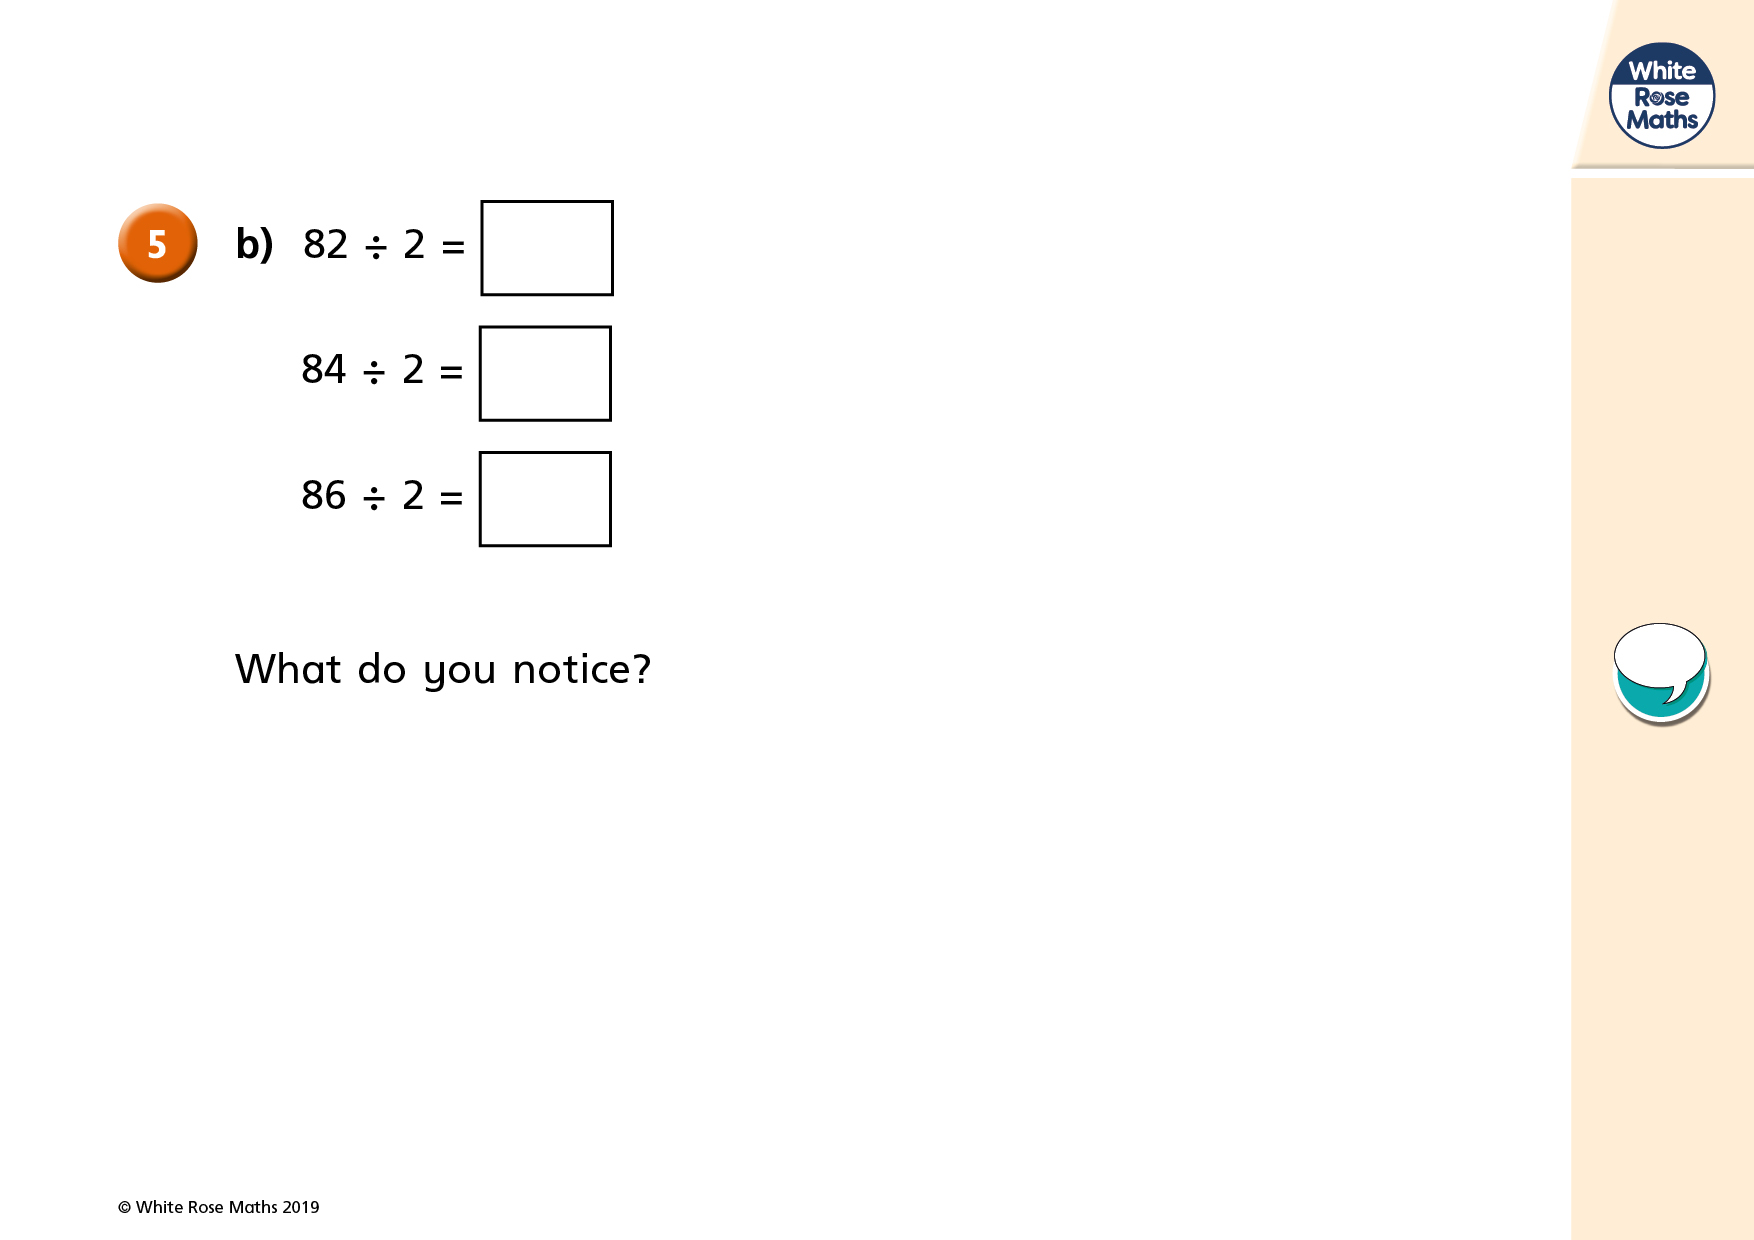 White
Rose
Maths
5 b) 82 ÷ 2 =
84 ÷ 2 =
86 ÷ 2 =
What do you notice?
© White Rose Maths 2019